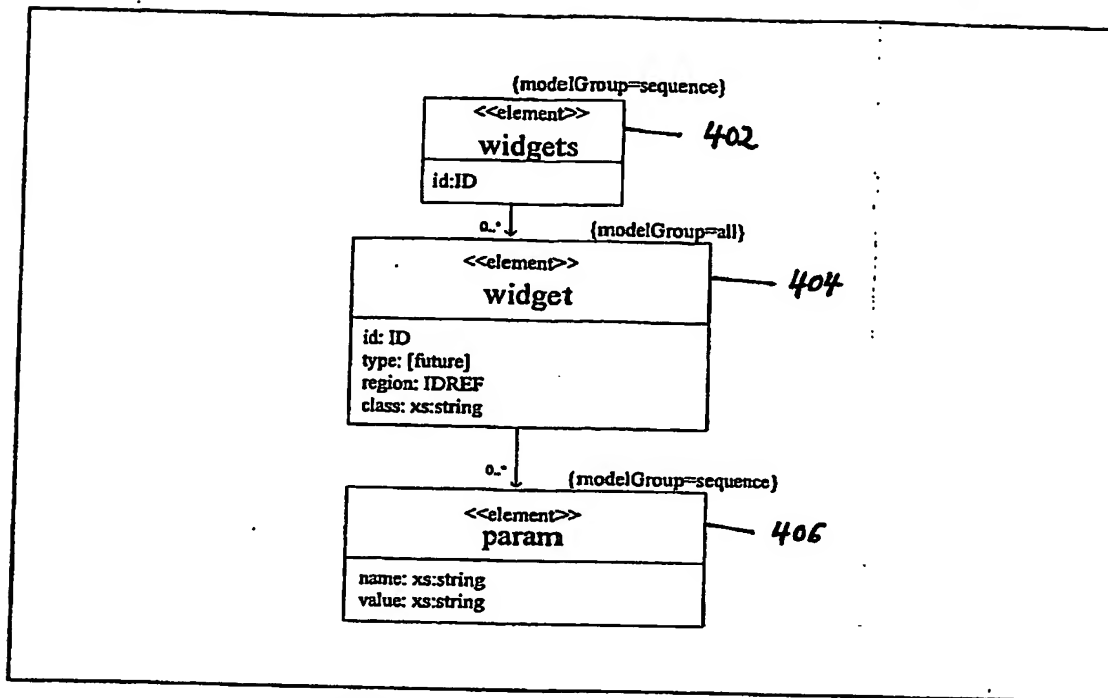 {modelGroup=sequence}
<<element>>
widgets
402
id:ID
0..*
{modelGroup=all}
<<element>>
widget
404
id: ID
type: [future]
region: IDREF
class: xs:string
0..*
{modelGroup=sequence}
<<element>>
param
406
name: xs:string
value: xs:string